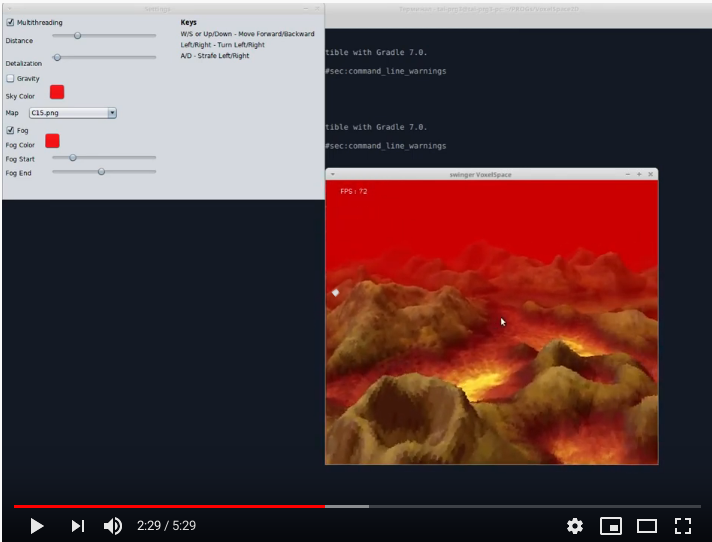 Multithreading
Distance
Detalization
Gravity
Sky Color
Map C15.png
Fog
Fog Color
Fog Start
Fog End
Keys
W/S or Up/Down - Move Forward/Backward
Left/Right - Turn Left/Right
A/D - Strafe Left/Right
tible with Gradle 7.0.
#sec:command_line_warnings
tible with Gradle 7.0.
#sec:command_line_warnings
swinger VoxelSpace
FPS: 72
2:29 / 5:29